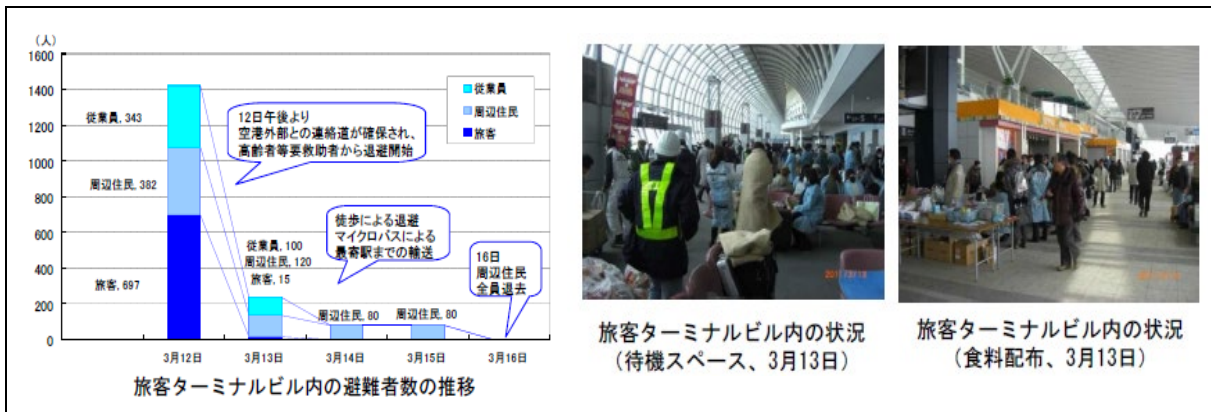 (人)
1600
1400
1200
1000
800
600
400
200
0
従業員
周辺住民
旅客
従業員, 343
周辺住民, 382
旅客, 697
12日午後より
空港外部との連絡道が確保され、
高齢者等要救助者から退避開始
従業員, 100
周辺住民, 120
旅客, 15
徒歩による退避
マイクロバスによる
最寄駅までの輸送
周辺住民, 80
周辺住民, 80
16日
周辺住民
全員退去
3月12日
3月13日
3月14日
3月15日
3月16日
旅客ターミナルビル内の避難者数の推移
旅客ターミナルビル内の状況
(待機スペース、3月13日)
旅客ターミナルビル内の状況
(食料配布、3月13日)